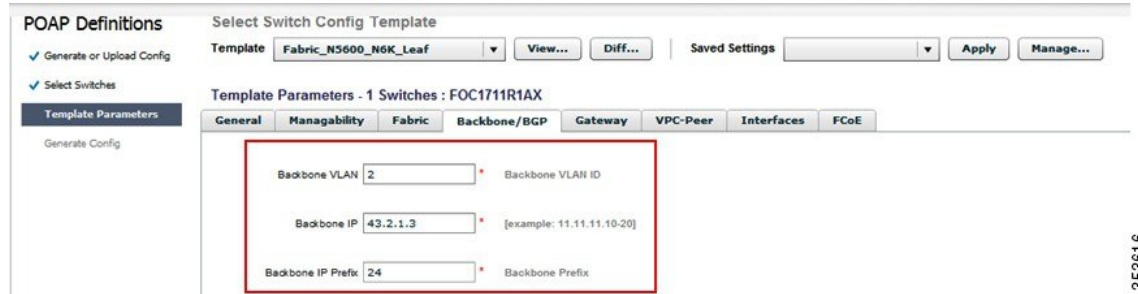 POAP Definitions
Generate or Upload Config
Select Switches
Template Parameters
Generate Config
Select Switch Config Template
Template Fabric_N5600_N6K_Leaf View... Diff... Saved Settings Apply Manage...
Template Parameters - 1 Switches : FOC1711R1AX
General Managability Fabric Backbone/BGP Gateway VPC-Peer Interfaces FCoE
Backbone VLAN 2 * Backbone VLAN ID
Backbone IP 43.2.1.3 * [example: 11.11.11.10-20]
Backbone IP Prefix 24 * Backbone Prefix